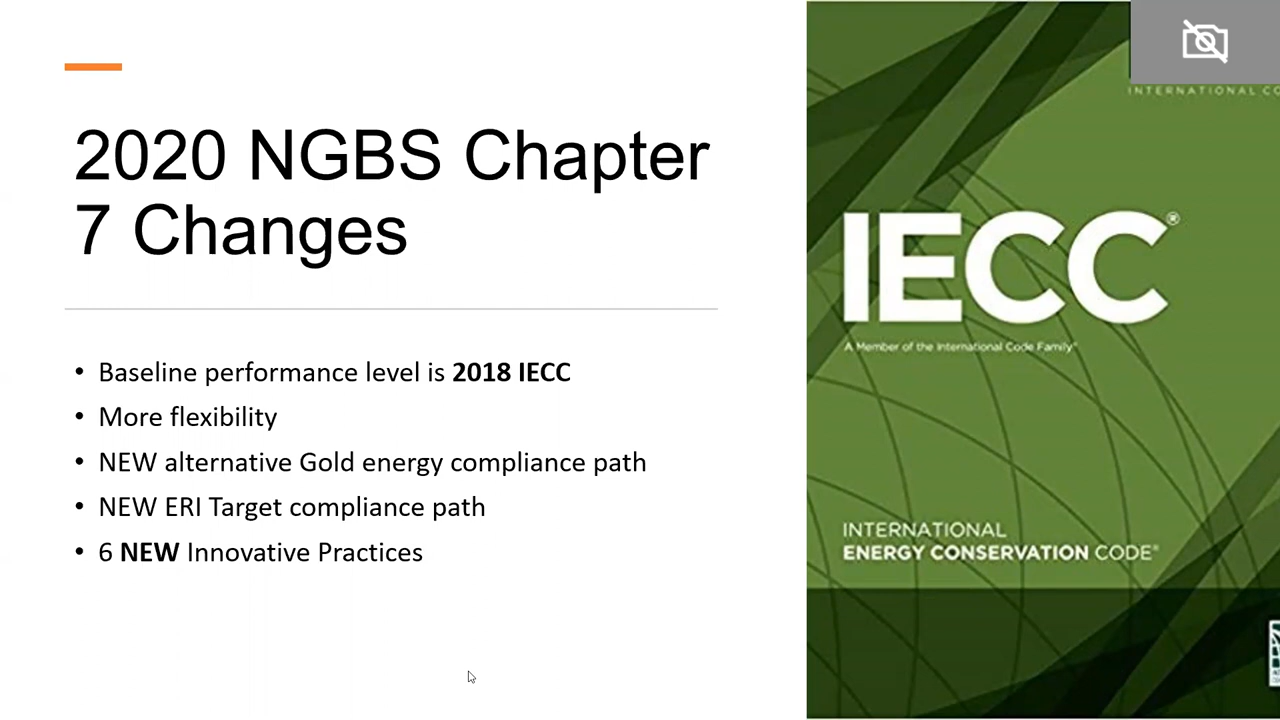 2020 NGBS Chapter
7 Changes
• Baseline performance level is 2018 IECC
• More flexibility
• NEW alternative Gold energy compliance path
• NEW ERI Target compliance path
• 6 NEW Innovative Practices
INTERNATIONAL CO
IECC®
A Member of the International Code Family®
INTERNATIONAL
ENERGY CONSERVATION CODE®